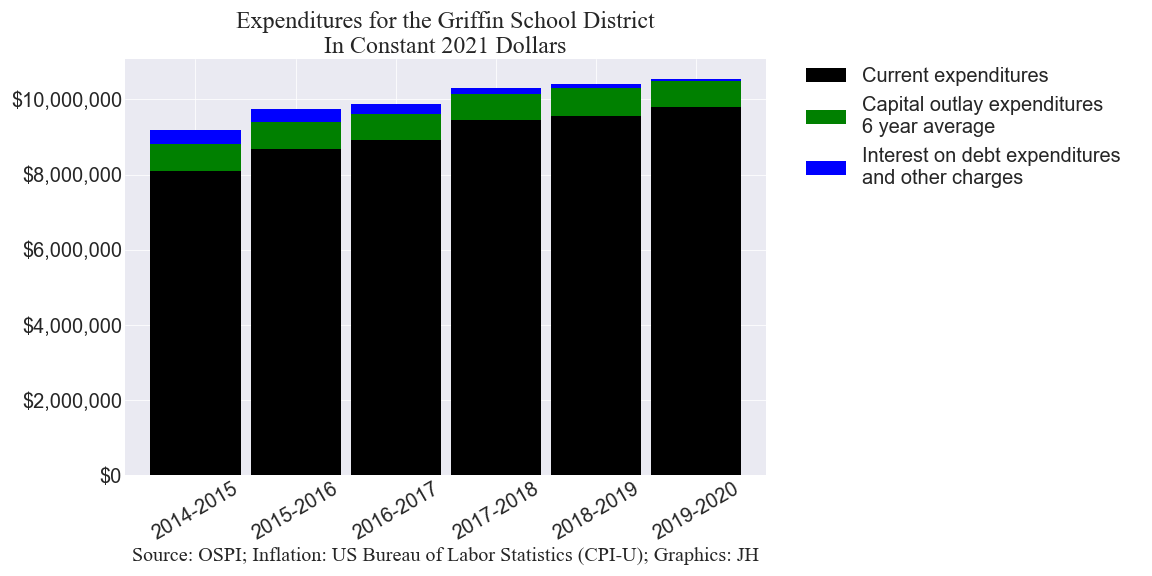 Expenditures for the Griffin School District
In Constant 2021 Dollars
$10,000,000
$8,000,000
$6,000,000
$4,000,000
$2,000,000
$0
2014-2015
2015-2016
2016-2017
2017-2018
2018-2019
2019-2020
Source: OSPI; Inflation: US Bureau of Labor Statistics (CPI-U); Graphics: JH
Current expenditures
Capital outlay expenditures
6 year average
Interest on debt expenditures
and other charges